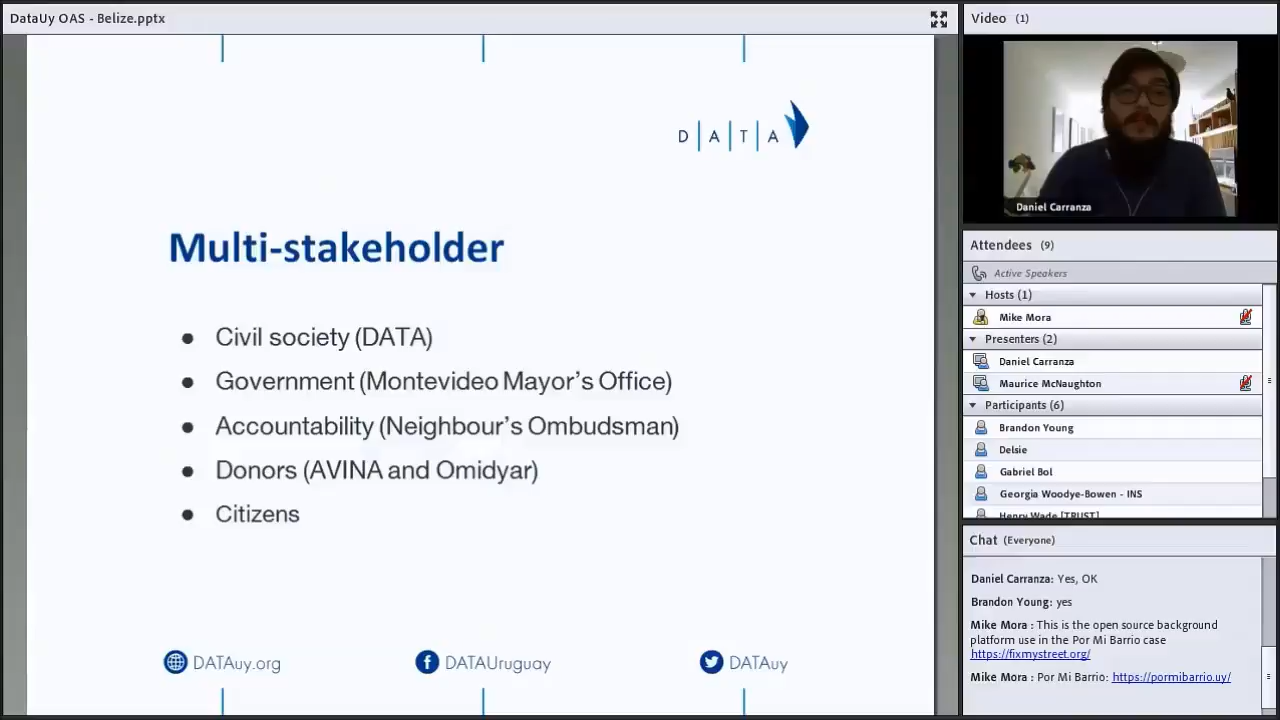 DataUy OAS - Belize.pptx
D|A|T|A
Multi-stakeholder
● Civil society (DATA)
● Government (Montevideo Mayor's Office)
● Accountability (Neighbour's Ombudsman)
● Donors (AVINA and Omidyar)
● Citizens
DATAuy.org
DATAUruguay
DATAuy
Video (1)
Daniel Carranza
Attendees (9)
Active Speakers
Hosts (1)
Mike Mora
Presenters (2)
Daniel Carranza
Maurice McNaughton
Participants (6)
Brandon Young
Delsie
Gabriel Bol
Georgia Woodye-Bowen - INS
Henry Wade [TRUST]
Chat (Everyone)
Daniel Carranza: Yes, OK
Brandon Young: yes
Mike Mora : This is the open source background
platform use in the Por Mi Barrio case
https://fixmystreet.org/
Mike Mora : Por Mi Barrio: https://pormibarrio.uy/